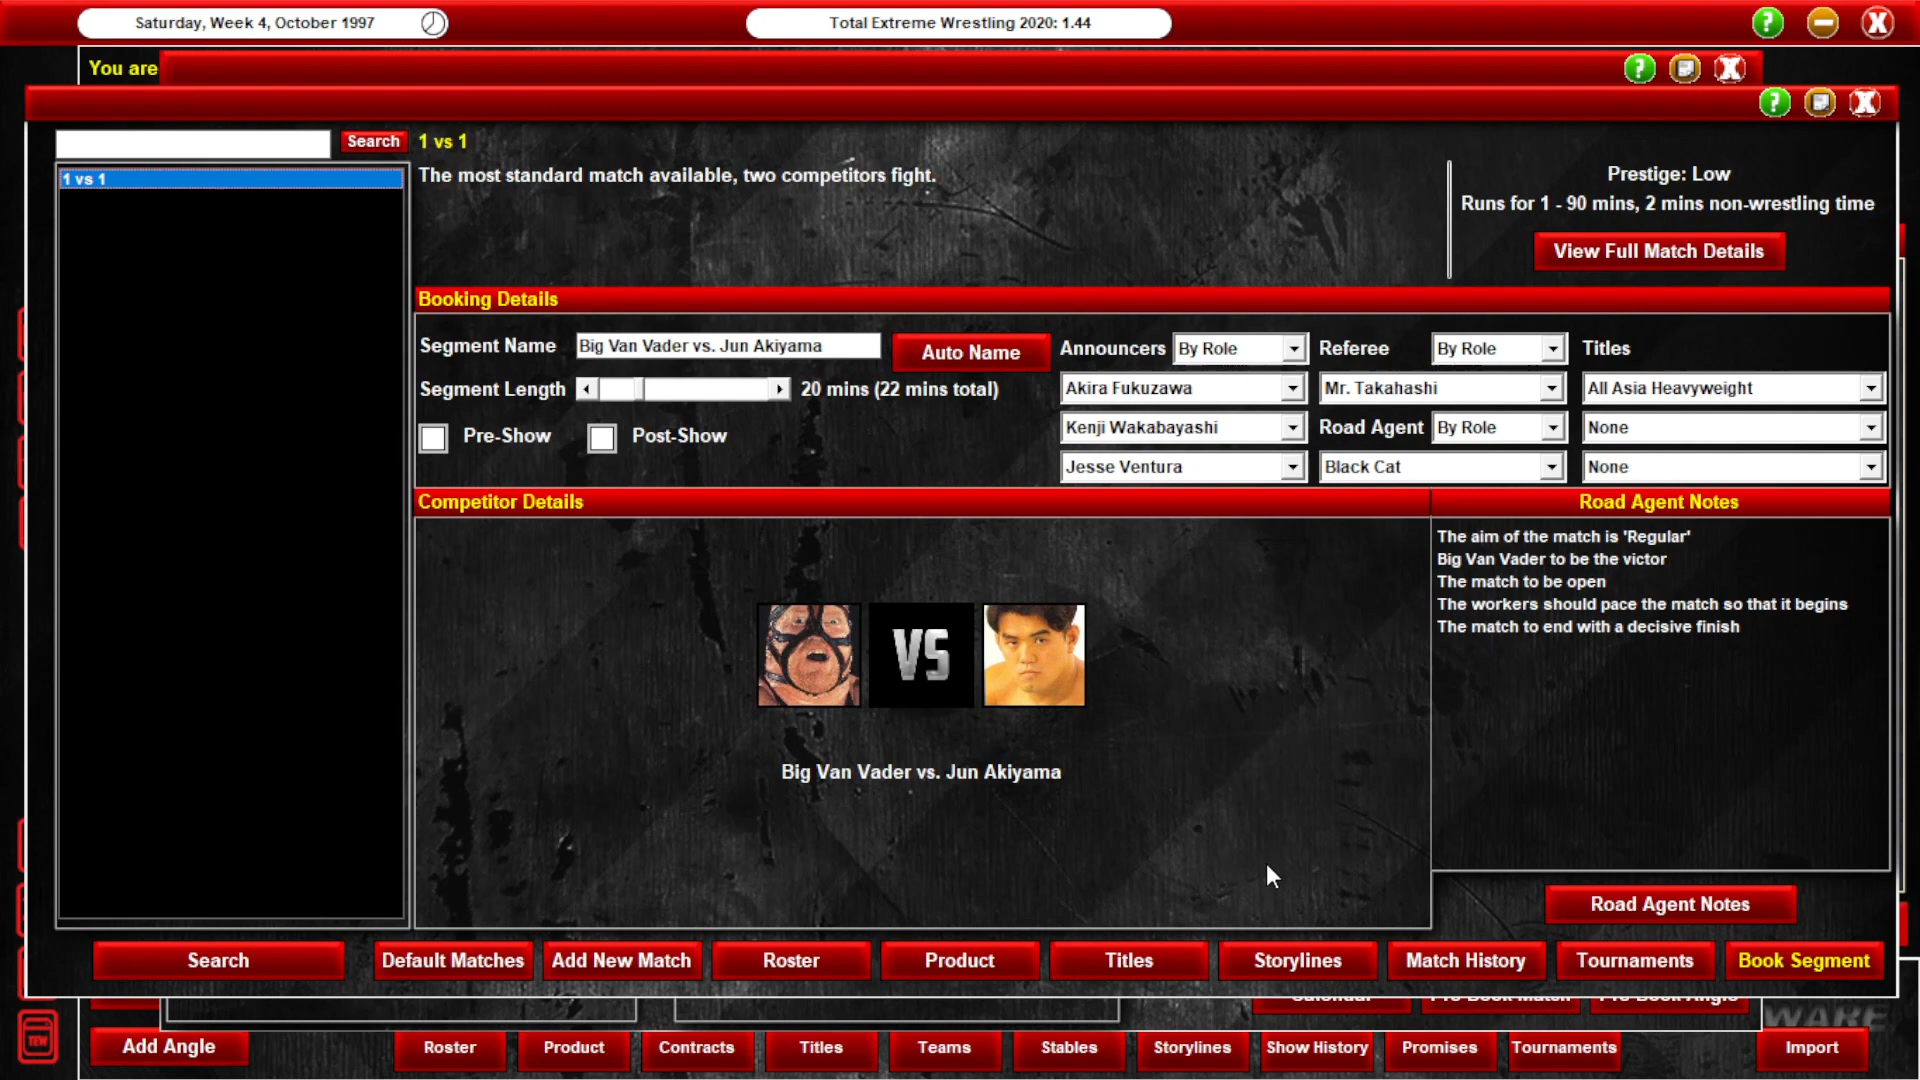 Saturday, Week 4, October 1997
Total Extreme Wrestling 2020: 1.44
You are
Search
1 vs 1
1 vs 1
The most standard match available, two competitors fight.
Prestige: Low
Runs for 1 - 90 mins, 2 mins non-wrestling time
View Full Match Details
Booking Details
Segment Name
Big Van Vader vs. Jun Akiyama
Auto Name
Announcers
By Role
Referee
By Role
Titles
Segment Length
20 mins (22 mins total)
Akira Fukuzawa
Mr. Takahashi
All Asia Heavyweight
Pre-Show
Post-Show
Kenji Wakabayashi
Road Agent
By Role
None
Jesse Ventura
Black Cat
None
Competitor Details
Road Agent Notes
The aim of the match is 'Regular'
Big Van Vader to be the victor
The match to be open
The workers should pace the match so that it begins
The match to end with a decisive finish
VS
Big Van Vader vs. Jun Akiyama
Road Agent Notes
Search
Default Matches
Add New Match
Roster
Product
Titles
Storylines
Match History
Tournaments
Book Segment
Calendar
Pre-Book Match
Pre-Book Angle
WARE
TEW
Add Angle
Roster
Product
Contracts
Titles
Teams
Stables
Storylines
Show History
Promises
Tournaments
Import